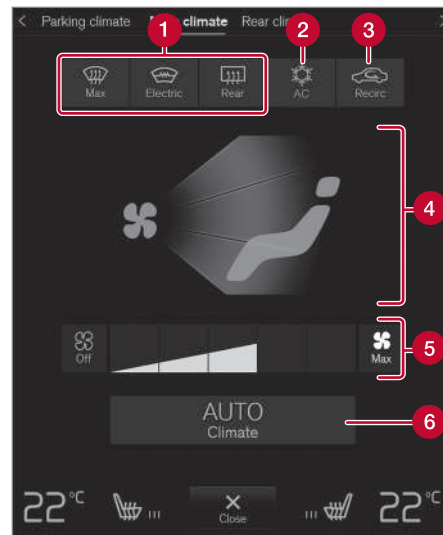 Parking climate climate Rear cli
1 2 3
Max Electric Rear AC Recirc
4
Off Max 5
AUTO 6
Climate
22°C Close 22°C